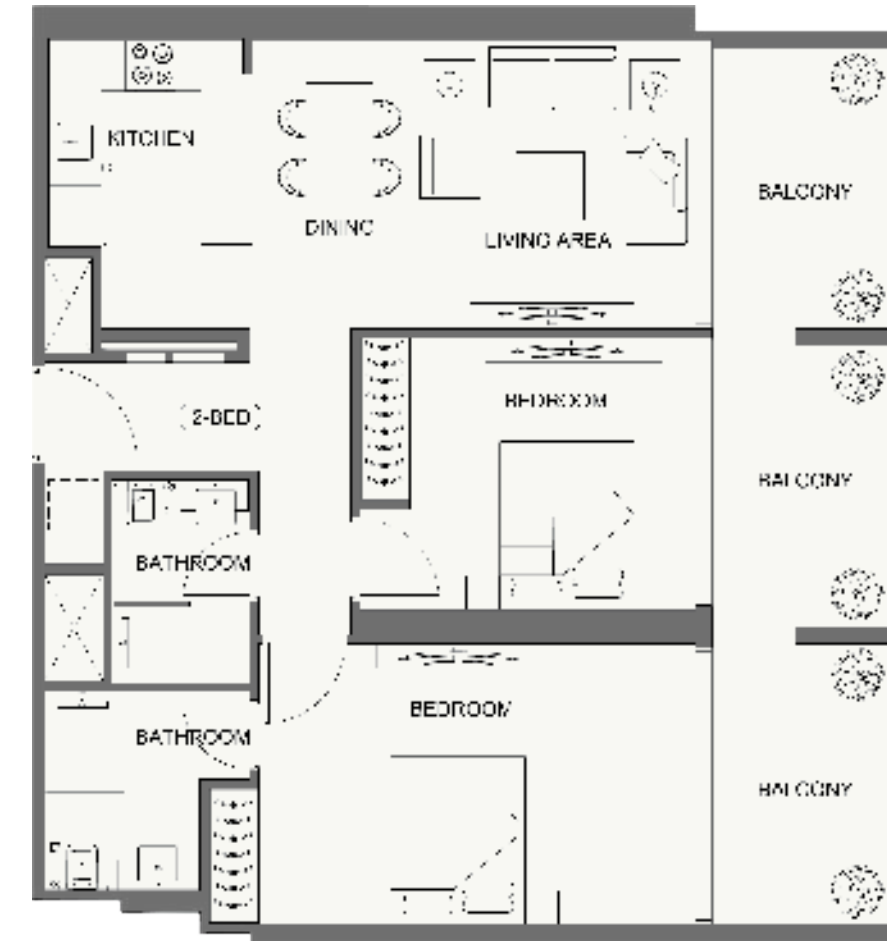 KITCHEN
BALCONY
DINING
LIVING AREA
BEDROOM
2-BED
BALCONY
BATHROOM
BEDROOM
BATHROOM
BALCONY